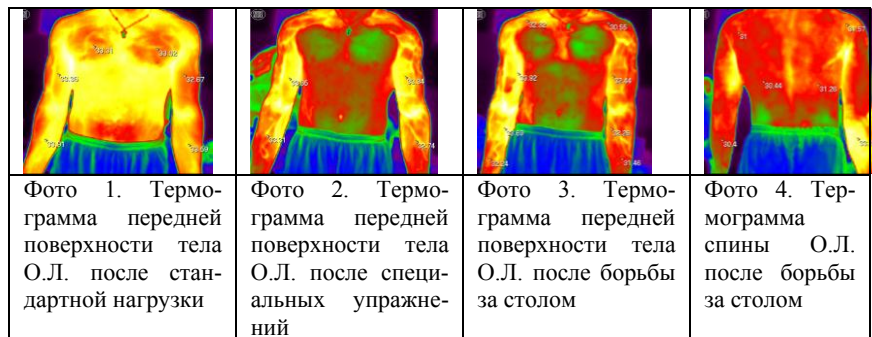 Фото 1. Термо-
грамма передней
поверхности тела
О.Л. после стан-
дартной нагрузки
Фото 2. Термо-
грамма передней
поверхности тела
О.Л. после специ-
альных упражне-
ний
Фото 3. Термо-
грамма передней
поверхности тела
О.Л. после борьбы
за столом
Фото 4. Тер-
мограмма
спины О.Л.
после борьбы
за столом